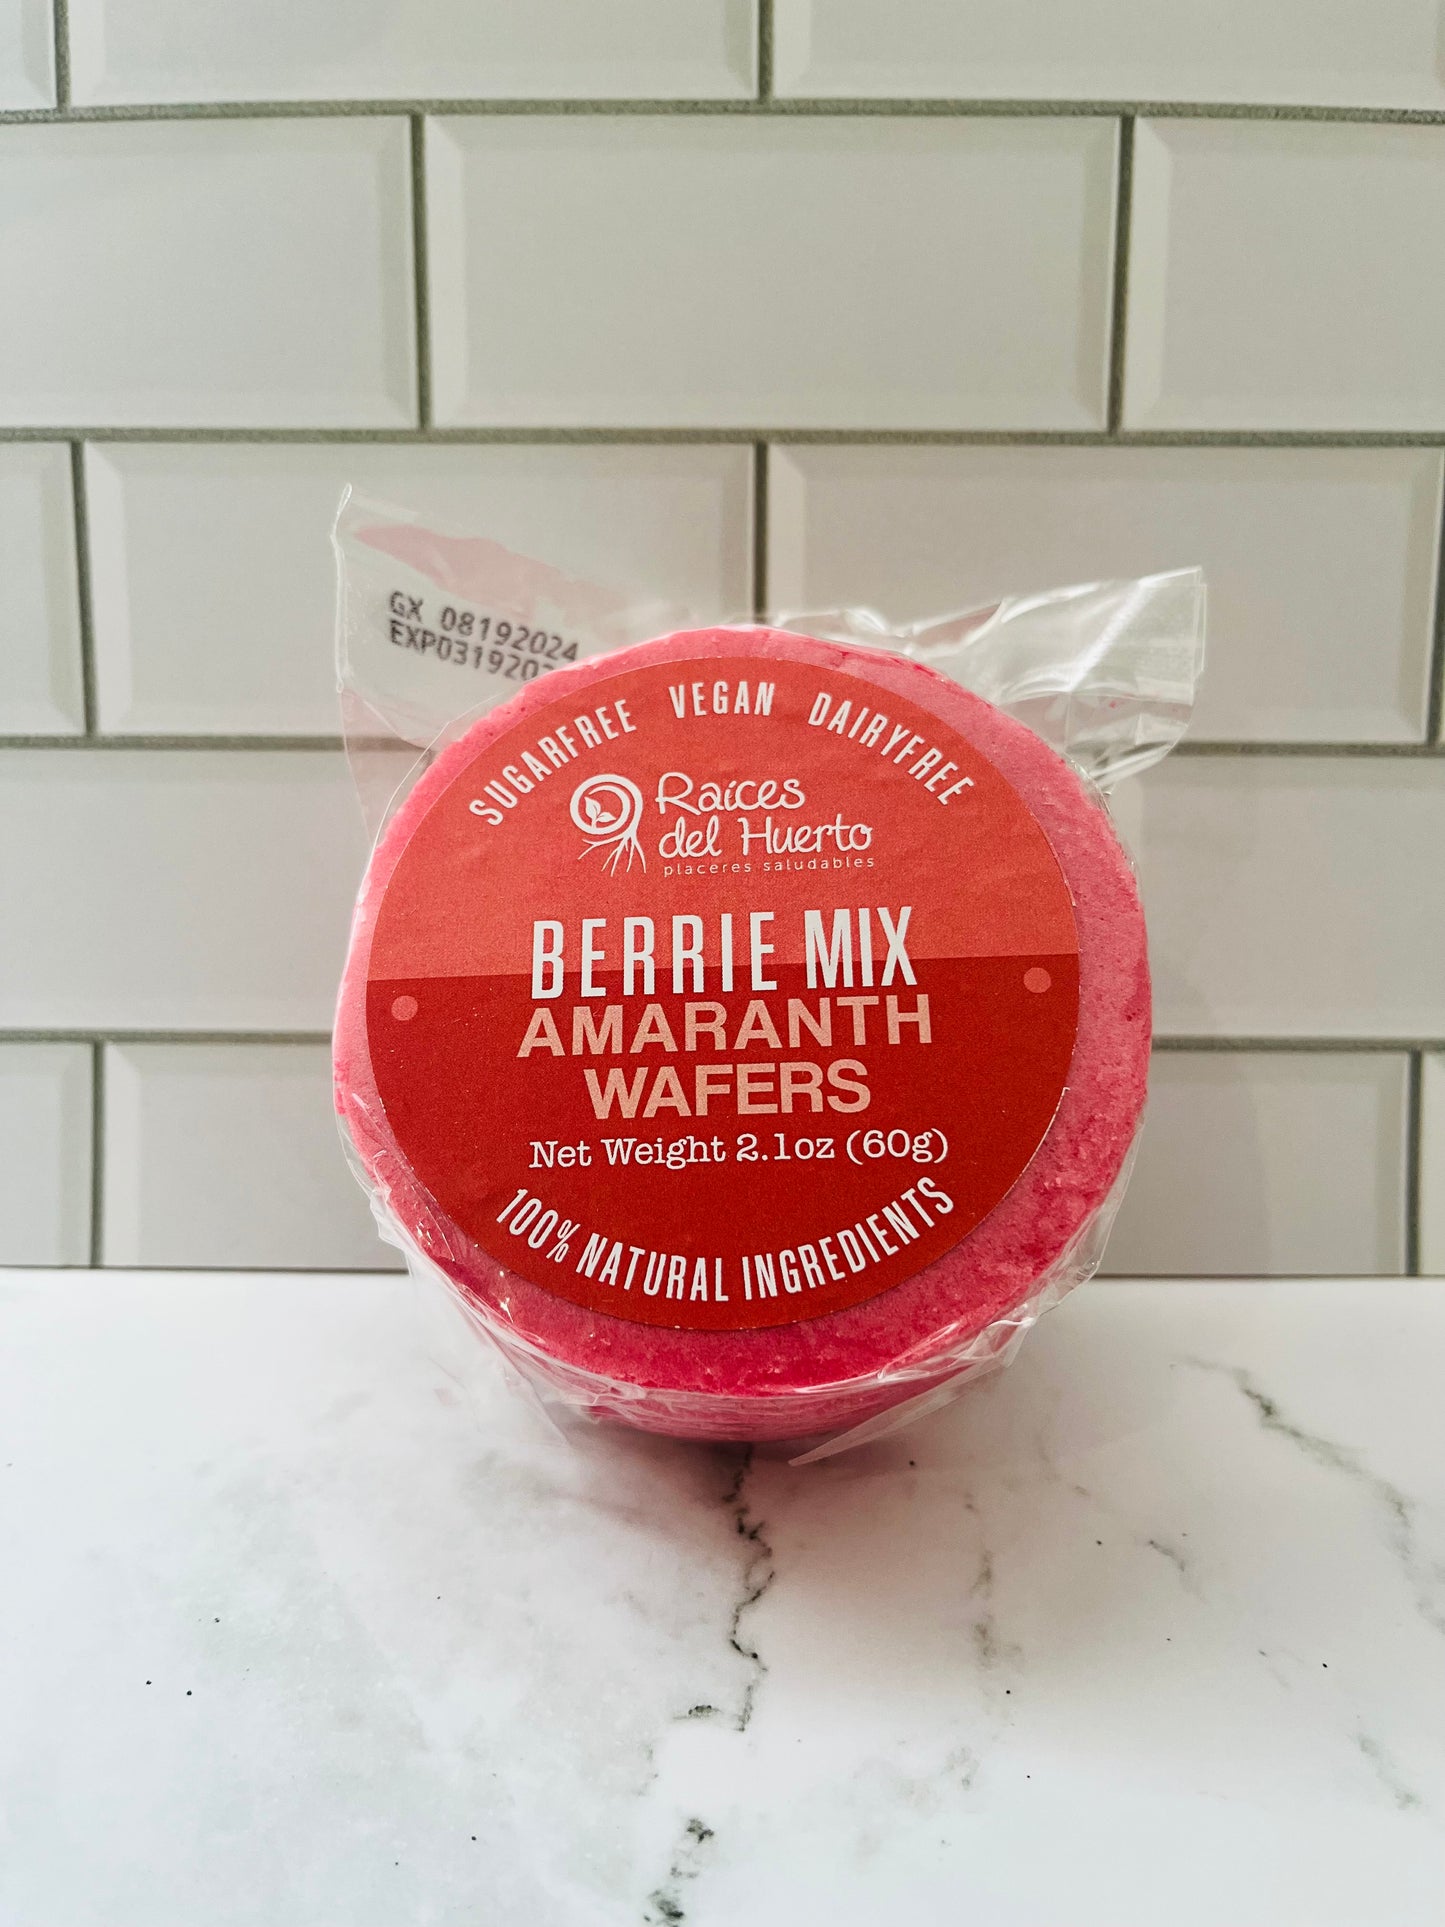 GX 08192024
SUGARFREE VEGAN DAIRYFREE
Raíces
del Huerto
placeres saludables
BERRIE MIX
AMARANTH
WAFERS
Net Weight 2.1oz (60g)
100% NATURAL INGREDIENTS